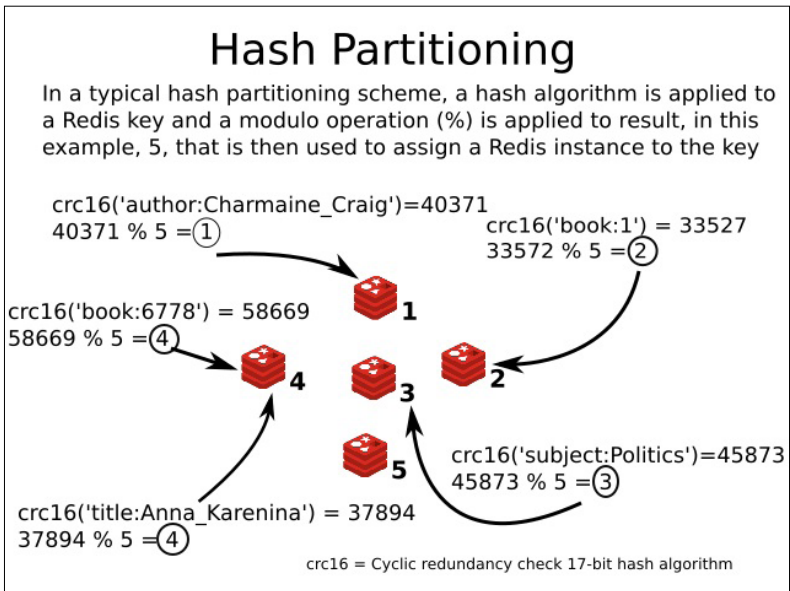 Hash Partitioning
In a typical hash partitioning scheme, a hash algorithm is applied to
a Redis key and a modulo operation (%) is applied to result, in this
example, 5, that is then used to assign a Redis instance to the key
crc16('author:Charmaine_Craig')=40371
40371 % 5 =1
crc16('book:1') = 33527
33572 % 5 =2
1
crc16('book:6778') = 58669
58669 % 5 =4
4
3
2
5
crc16('subject:Politics')=45873
45873 % 5 =3
crc16('title:Anna_Karenina') = 37894
37894 % 5 =4
crc16 = Cyclic redundancy check 17-bit hash algorithm